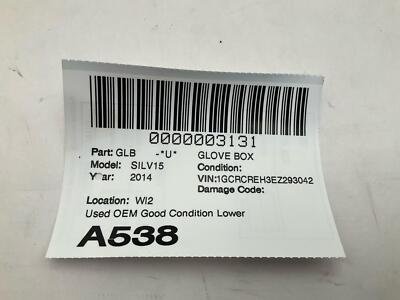 0000003131
Part: GLB -*U* GLOVE BOX
Model: SILV15 Condition:
Year: 2014 VIN:1GCRCREH3EZ293042
Damage Code:
Location: WI2
Used OEM Good Condition Lower
A538